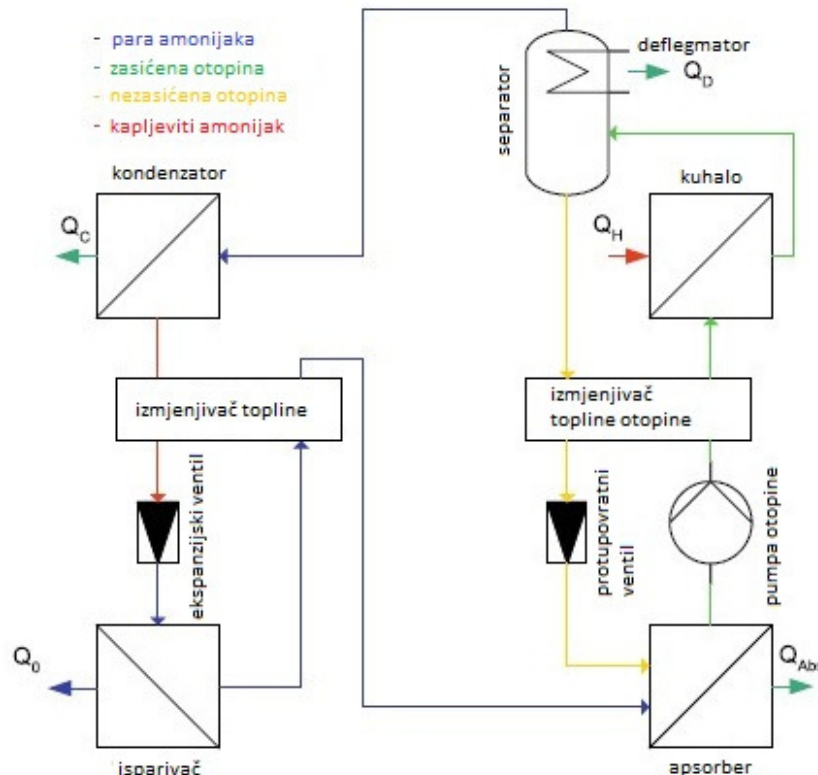 - para amonijaka
- zasićena otopina
- nezasićena otopina
- kapljeviti amonijak
deflegmator
Q_D
separator
kondenzator
kuhalo
Q_C
Q_H
izmjenjivač topline
izmjenjivač
topline otopine
ekspanzijski ventil
protupovratni
ventil
pumpa otopine
Q_0
Q_Abs
isparivač
apsorber